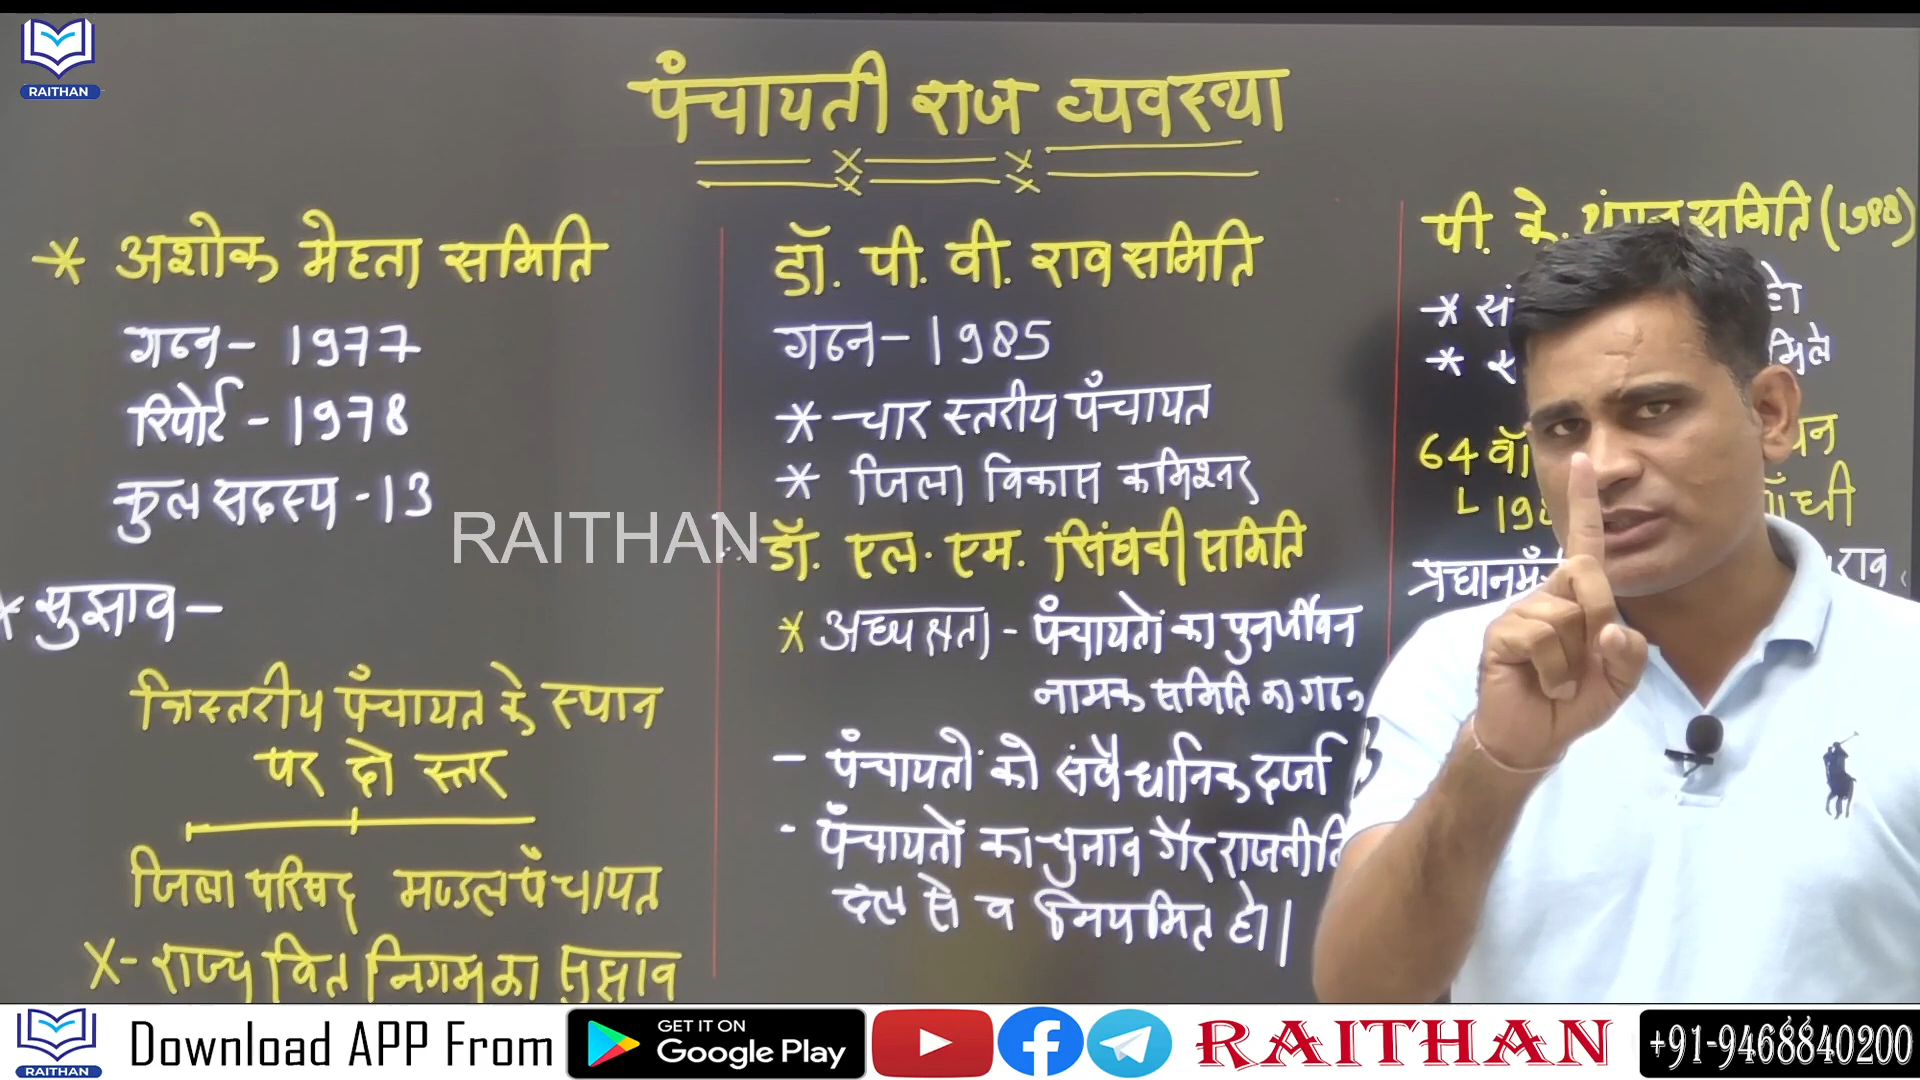 RAITHAN
पंचायती राज व्यवस्था
* अशोक मेहता समिति
गठन - 1977
रिपोर्ट - 1978
कुल सदस्य - 13
* सुझाव -
त्रिस्तरीय पँचायत के स्थान
पर दो स्तर
जिला परिषद् मण्डल पँचायत
X - राज्य वित निगम का सुझाव
डॉ. पी. वी. राव समिति
गठन - 1985
* चार स्तरीय पँचायत
* जिला विकास कमिश्नर
डॉ. एल. एम. सिंघवी समिति
* अध्यक्षता - पंचायतों का पुनर्जीवन
नामक समिति का गठन
- पंचायतों को संवैधानिक दर्जा
- पंचायतों का चुनाव गैर राजनीति
दल से व नियमित हो।
पी. के. थुंगन समिति (1988)
*
हो
*
मिले
64 वाँ
L 19
गाँधी
प्रधानमँ
राव
RAITHAN
RAITHAN
Download APP From
GET IT ON
Google Play
RAITHAN
+91-9468840200